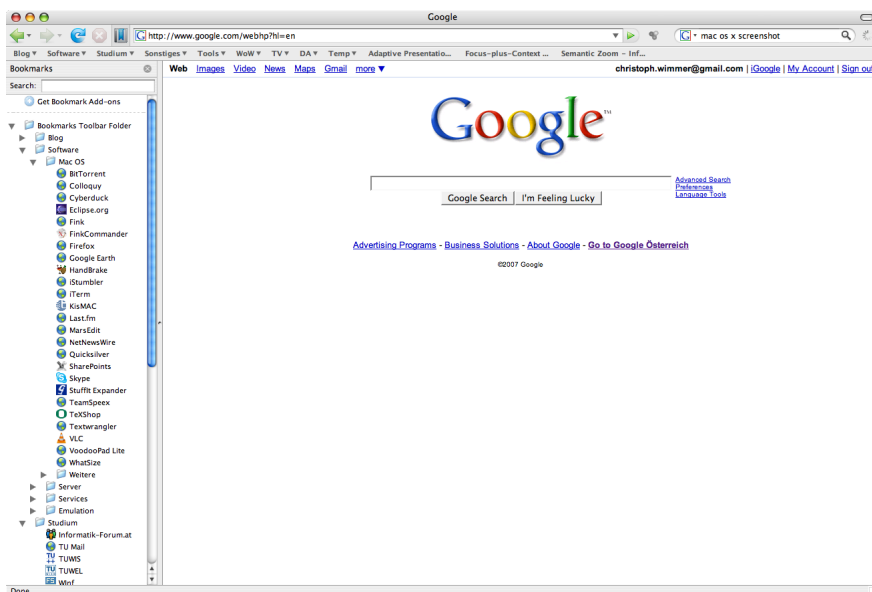 Google
http://www.google.com/webhp?hl=en
mac os x screenshot
Blog Software Studium Sonstiges Tools WoW TV DA Temp Adaptive Presentatio... Focus-plus-Context ... Semantic Zoom – Inf...
Bookmarks
Search:
Get Bookmark Add-ons
Bookmarks Toolbar Folder
Blog
Software
Mac OS
BitTorrent
Colloquy
Cyberduck
Eclipse.org
Fink
FinkCommander
Firefox
Google Earth
HandBrake
iStumbler
iTerm
KisMAC
Last.fm
MarsEdit
NetNewsWire
Quicksilver
SharePoints
Skype
StuffIt Expander
TeamSpeex
TeXShop
Textwrangler
VLC
VoodooPad Lite
WhatSize
Weitere
Server
Services
Emulation
Studium
Informatik-Forum.at
TU Mail
TUWIS
TUWEL
WInf
Web Images Video News Maps Gmail more
christoph.wimmer@gmail.com | iGoogle | My Account | Sign out
Google™
Advanced Search
Preferences
Language Tools
Google Search I'm Feeling Lucky
Advertising Programs - Business Solutions - About Google - Go to Google Österreich
©2007 Google
Done